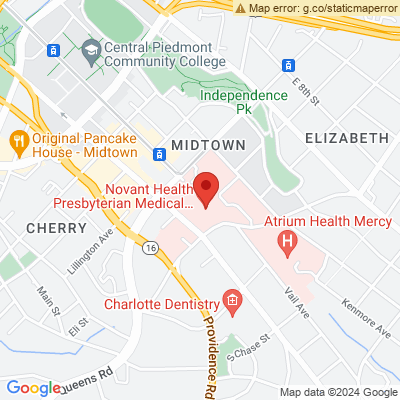 Map error: g.co/staticmaperror
Central Piedmont
Community College
E 8th St
Independence
Pk
ELIZABETH
Original Pancake
House - Midtown
MIDTOWN
Novant Health
Presbyterian Medical...
CHERRY
Lillington Ave
16
Atrium Health Mercy
H
Main St
Eli St
Charlotte Dentistry
Providence Rd
Vail Ave
Kenmore Ave
S Chase St
Queens Rd
Google
Map data ©2024 Google